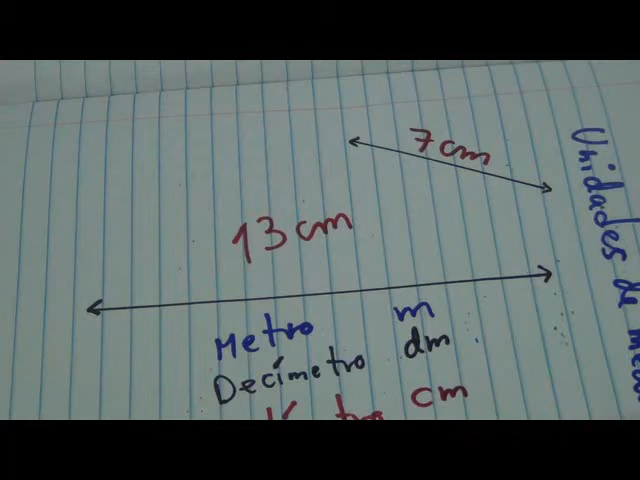 Unidades de
7cm
13 cm
Metro m
Decímetro dm
cm